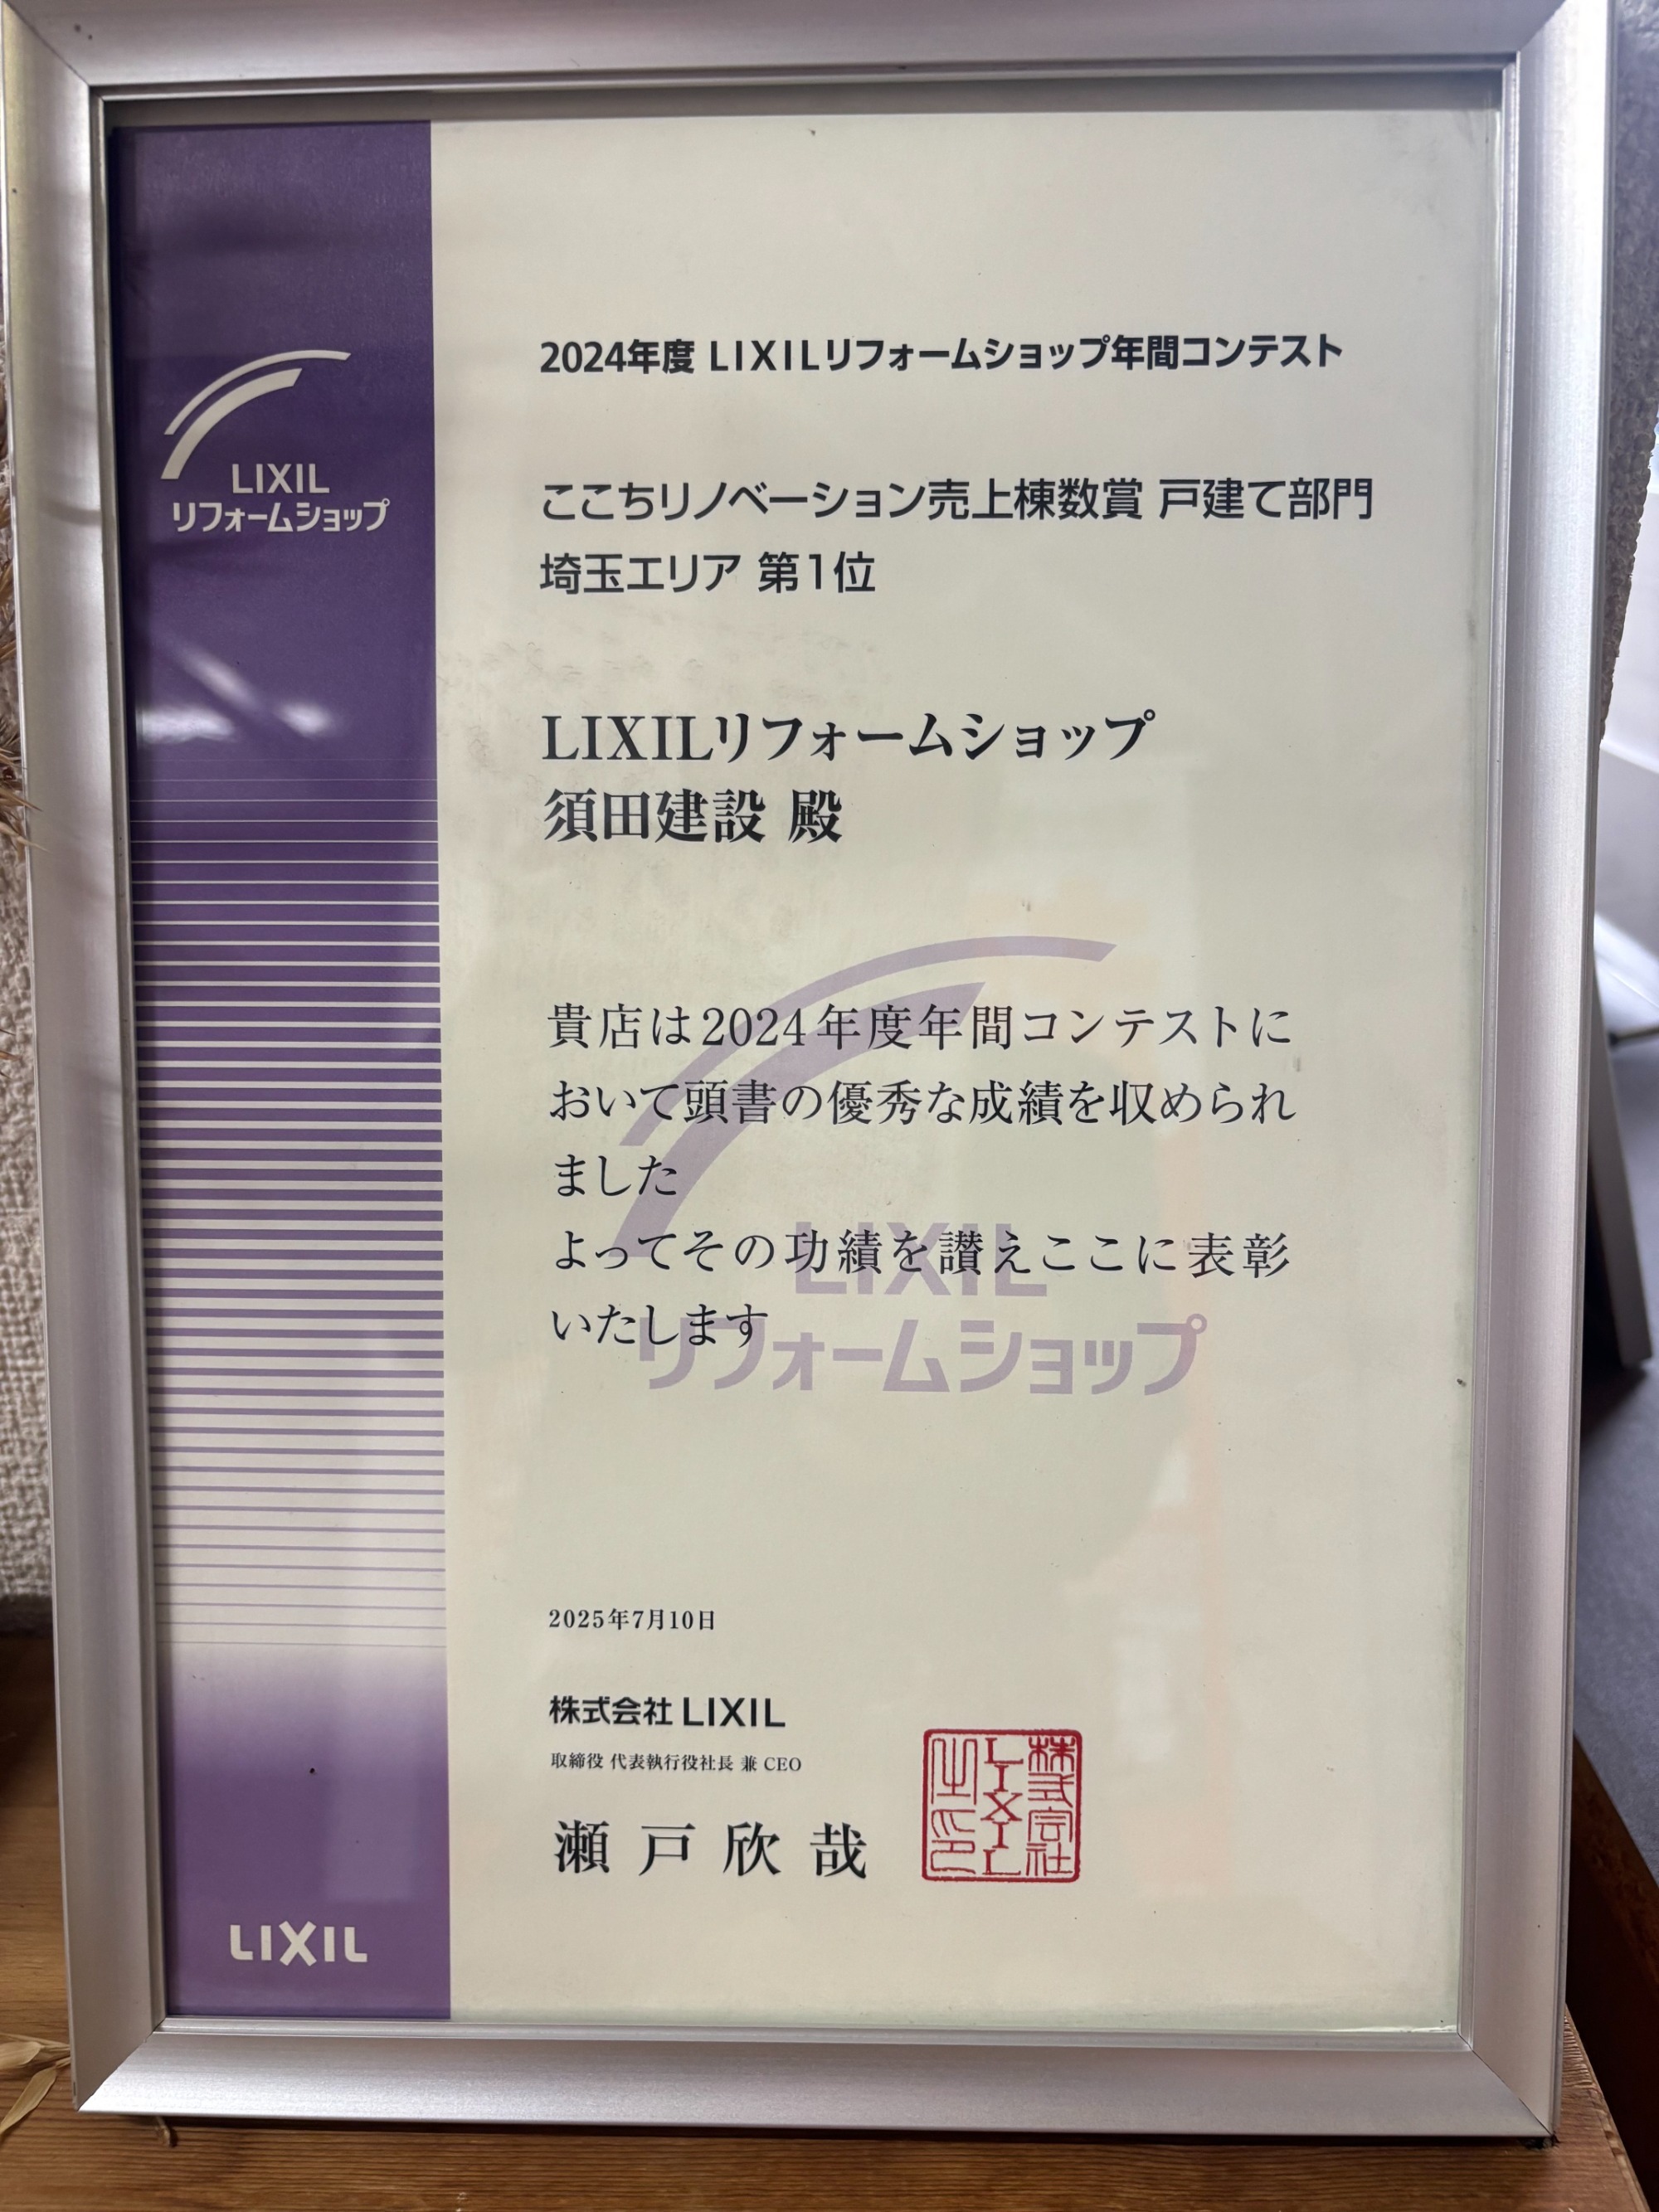 LIXIL
リフォームショップ
2024年度 LIXILリフォームショップ年間コンテスト
ここちリノベーション売上棟数賞 戸建て部門
埼玉エリア 第1位
LIXILリフォームショップ
須田建設 殿
貴店は2024年度年間コンテストに
おいて頭書の優秀な成績を収められ
ました
よってその功績を讃えここに表彰
いたします
LIXIL
リフォームショップ
2025年7月10日
株式会社 LIXIL
取締役 代表執行役社長 兼 CEO
瀬戸欣哉
株式会社
LIXIL
之印
LIXIL